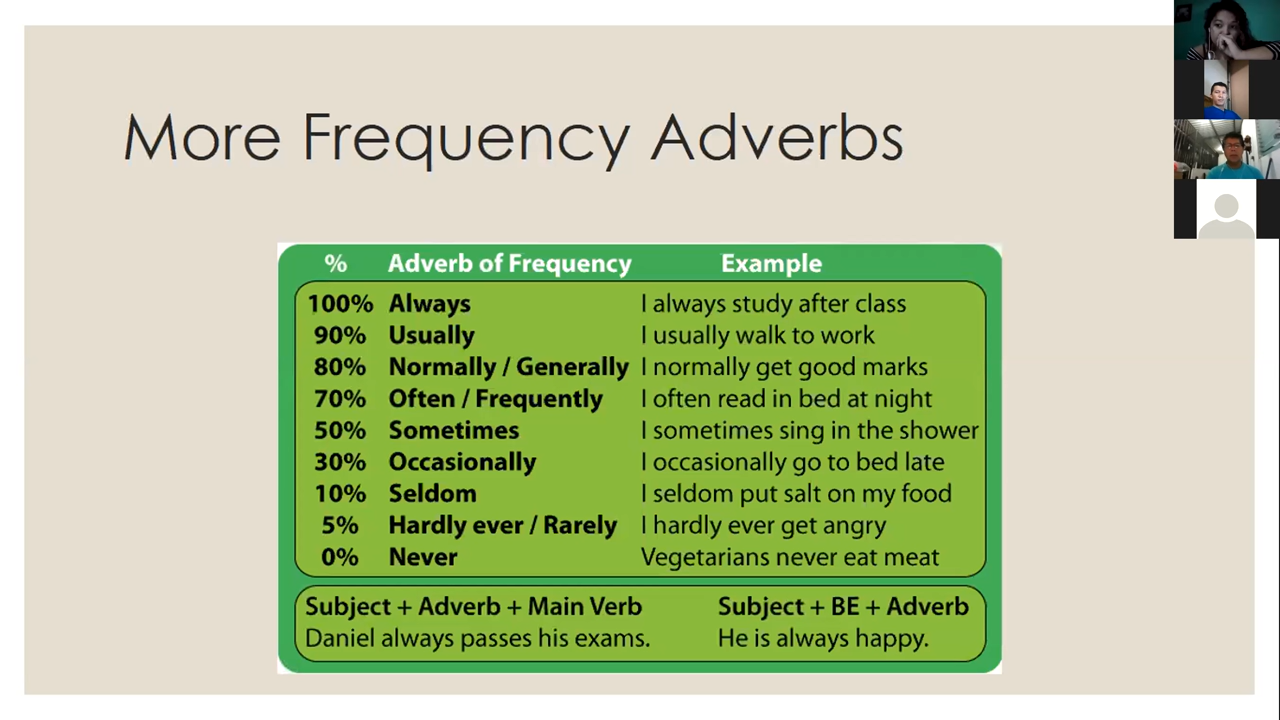 More Frequency Adverbs
% Adverb of Frequency Example
100% Always I always study after class
90% Usually I usually walk to work
80% Normally / Generally I normally get good marks
70% Often / Frequently I often read in bed at night
50% Sometimes I sometimes sing in the shower
30% Occasionally I occasionally go to bed late
10% Seldom I seldom put salt on my food
5% Hardly ever / Rarely I hardly ever get angry
0% Never Vegetarians never eat meat
Subject + Adverb + Main Verb Subject + BE + Adverb
Daniel always passes his exams. He is always happy.